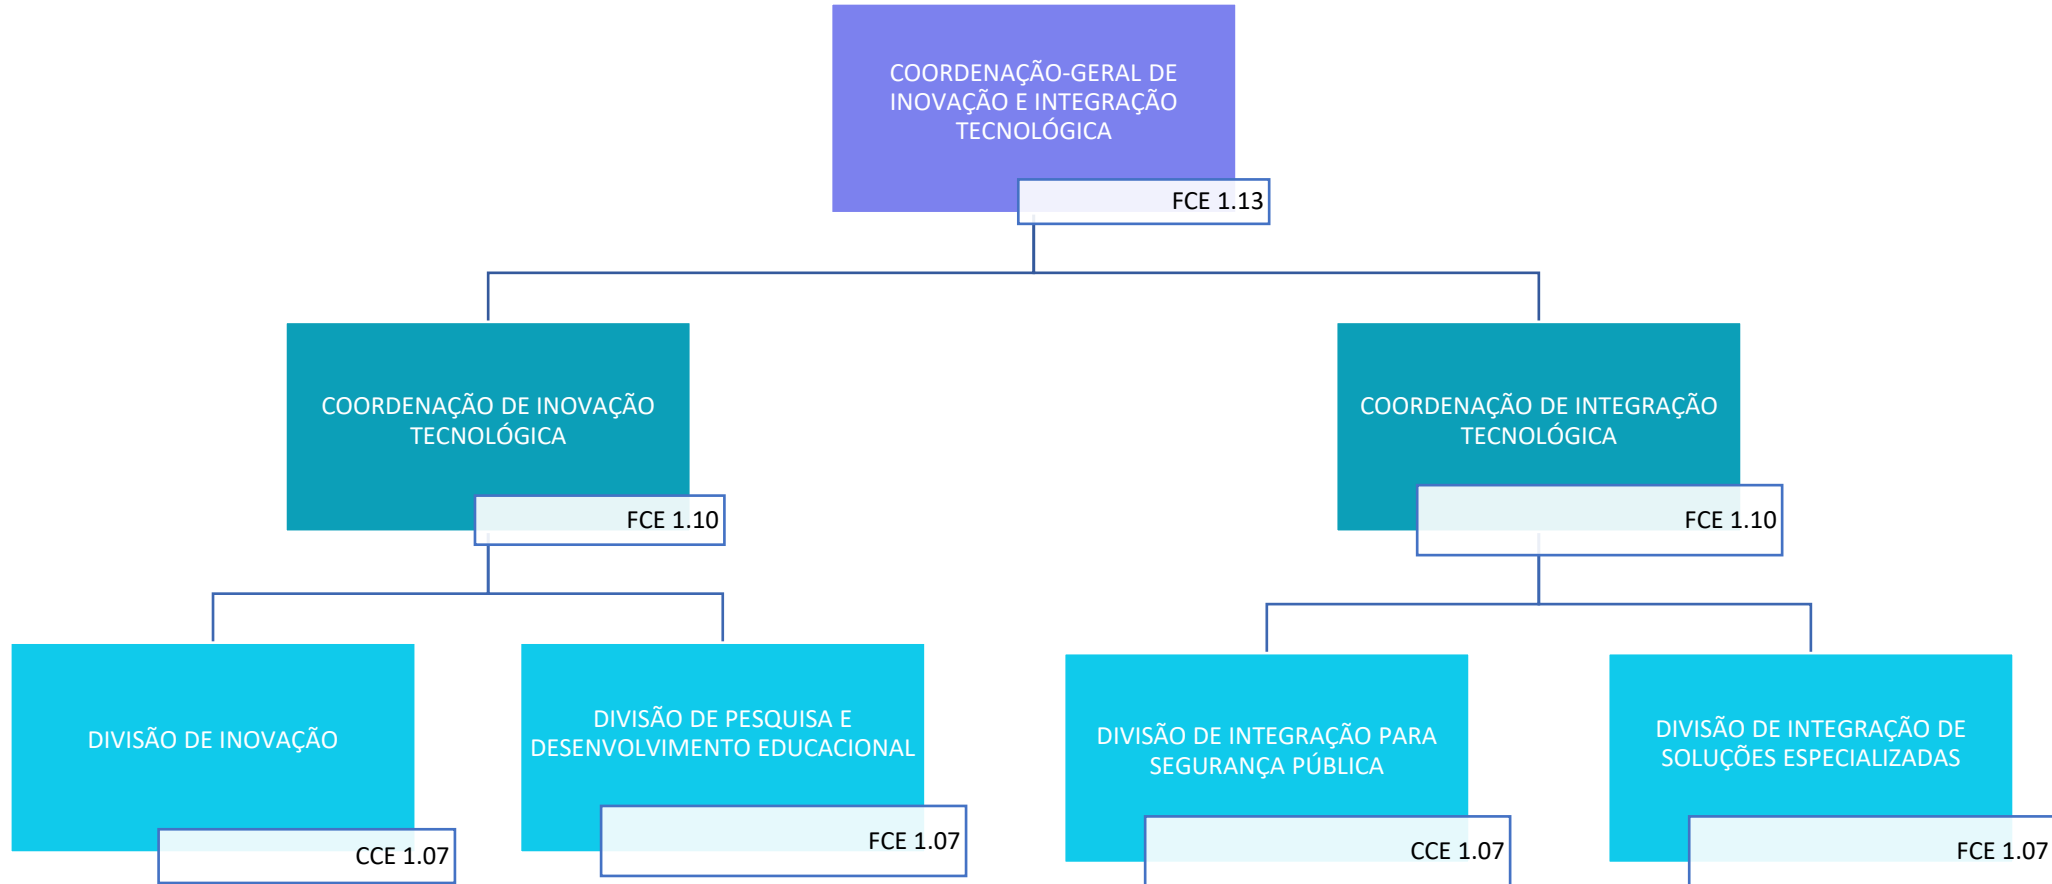 COORDENAÇÃO-GERAL DE
INOVAÇÃO E INTEGRAÇÃO
TECNOLÓGICA
FCE 1.13
COORDENAÇÃO DE INOVAÇÃO
TECNOLÓGICA
FCE 1.10
COORDENAÇÃO DE INTEGRAÇÃO
TECNOLÓGICA
FCE 1.10
DIVISÃO DE INOVAÇÃO
CCE 1.07
DIVISÃO DE PESQUISA E
DESENVOLVIMENTO EDUCACIONAL
FCE 1.07
DIVISÃO DE INTEGRAÇÃO PARA
SEGURANÇA PÚBLICA
CCE 1.07
DIVISÃO DE INTEGRAÇÃO DE
SOLUÇÕES ESPECIALIZADAS
FCE 1.07